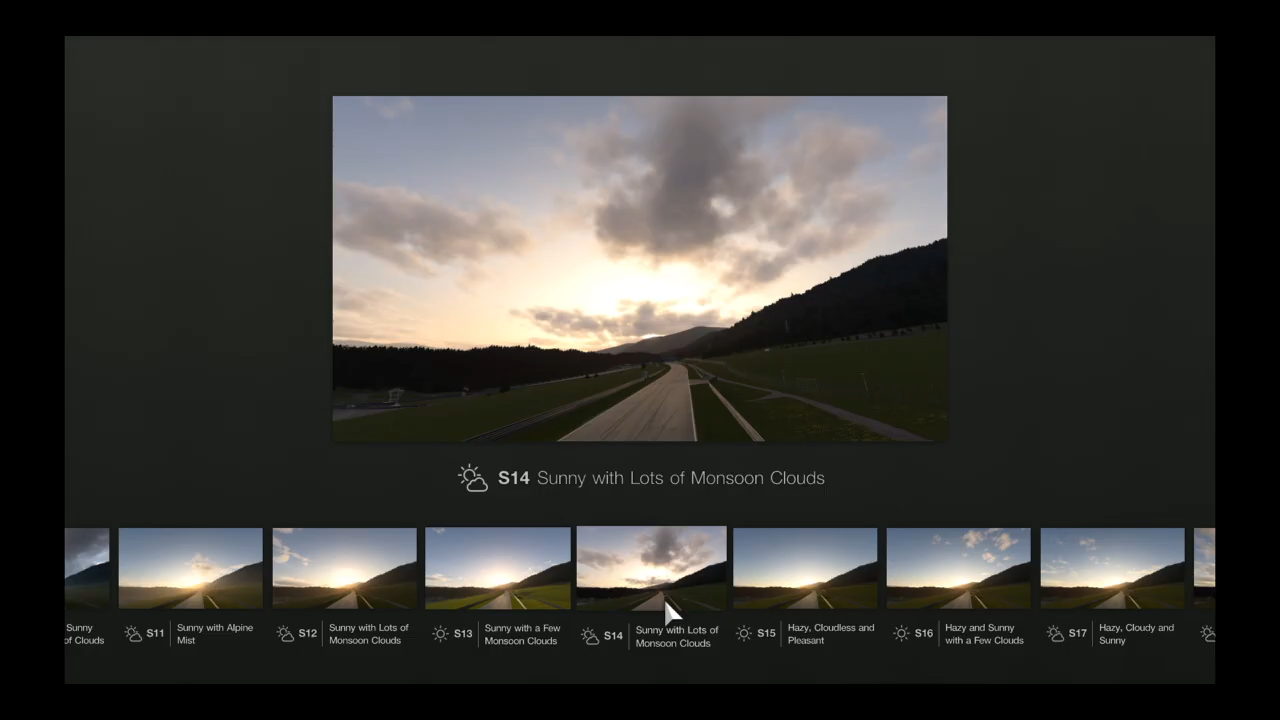 S14 Sunny with Lots of Monsoon Clouds
Sunny
of Clouds
S11
Sunny with Alpine
Mist
S12
Sunny with Lots of
Monsoon Clouds
S13
Sunny with a Few
Monsoon Clouds
S14
Sunny with Lots of
Monsoon Clouds
S15
Hazy, Cloudless and
Pleasant
S16
Hazy and Sunny
with a Few Clouds
S17
Hazy, Cloudy and
Sunny